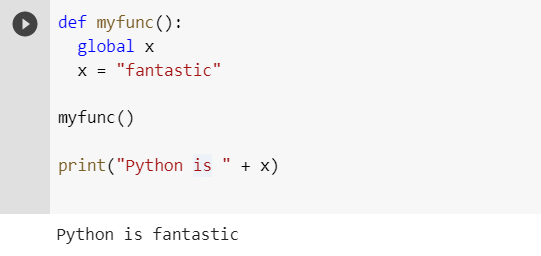 def myfunc():
  global x
  x = "fantastic"
myfunc()
print("Python is " + x)
Python is fantastic